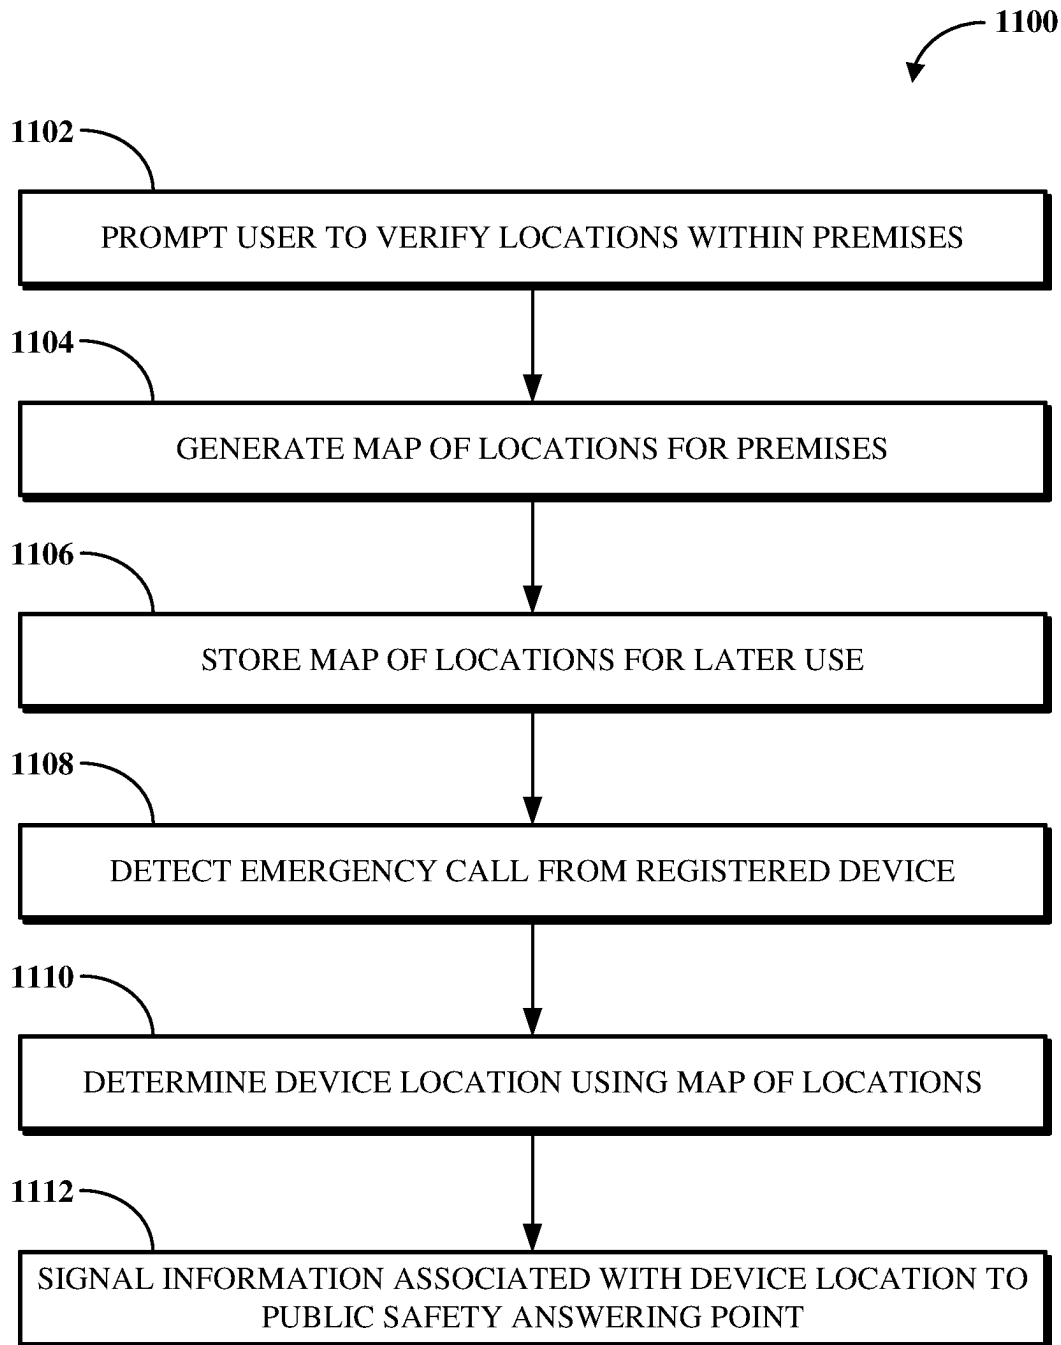 1100
1102
PROMPT USER TO VERIFY LOCATIONS WITHIN PREMISES
1104
GENERATE MAP OF LOCATIONS FOR PREMISES
1106
STORE MAP OF LOCATIONS FOR LATER USE
1108
DETECT EMERGENCY CALL FROM REGISTERED DEVICE
1110
DETERMINE DEVICE LOCATION USING MAP OF LOCATIONS
1112
SIGNAL INFORMATION ASSOCIATED WITH DEVICE LOCATION TO
PUBLIC SAFETY ANSWERING POINT